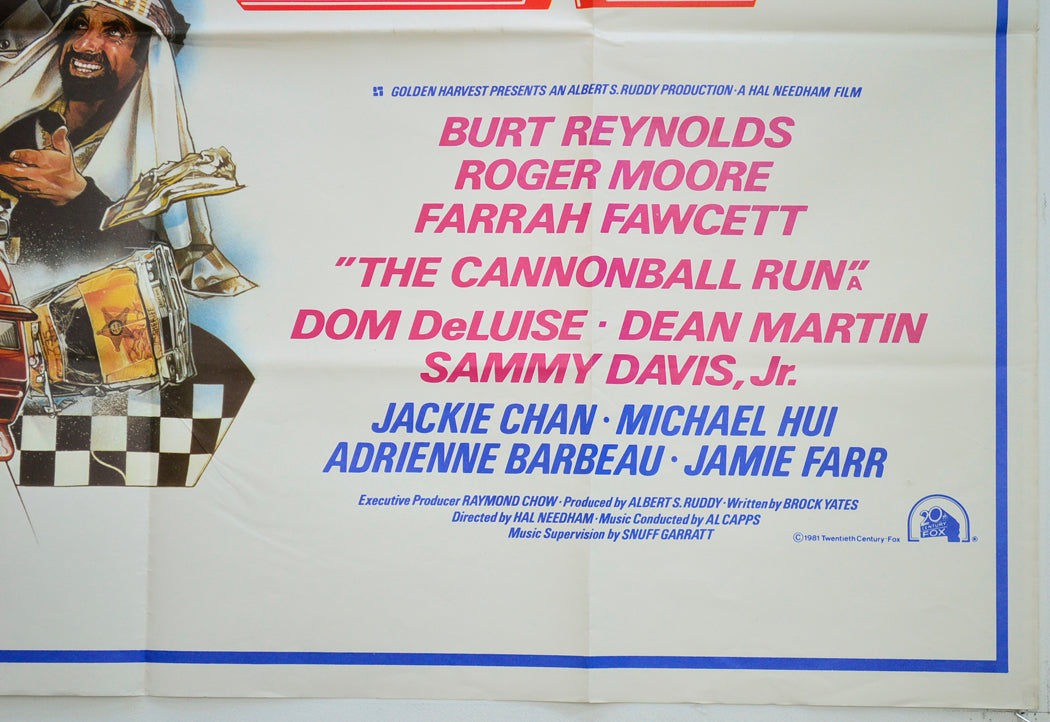 GOLDEN HARVEST PRESENTS AN ALBERT S. RUDDY PRODUCTION · A HAL NEEDHAM FILM
BURT REYNOLDS
ROGER MOORE
FARRAH FAWCETT
"THE CANNONBALL RUN" A
DOM DeLUISE · DEAN MARTIN
SAMMY DAVIS, Jr.
JACKIE CHAN · MICHAEL HUI
ADRIENNE BARBEAU · JAMIE FARR
Executive Producer RAYMOND CHOW · Produced by ALBERT S. RUDDY · Written by BROCK YATES
Directed by HAL NEEDHAM · Music Conducted by AL CAPPS
Music Supervision by SNUFF GARRATT
© 1981 Twentieth Century-Fox
20th
CENTURY
FOX ®